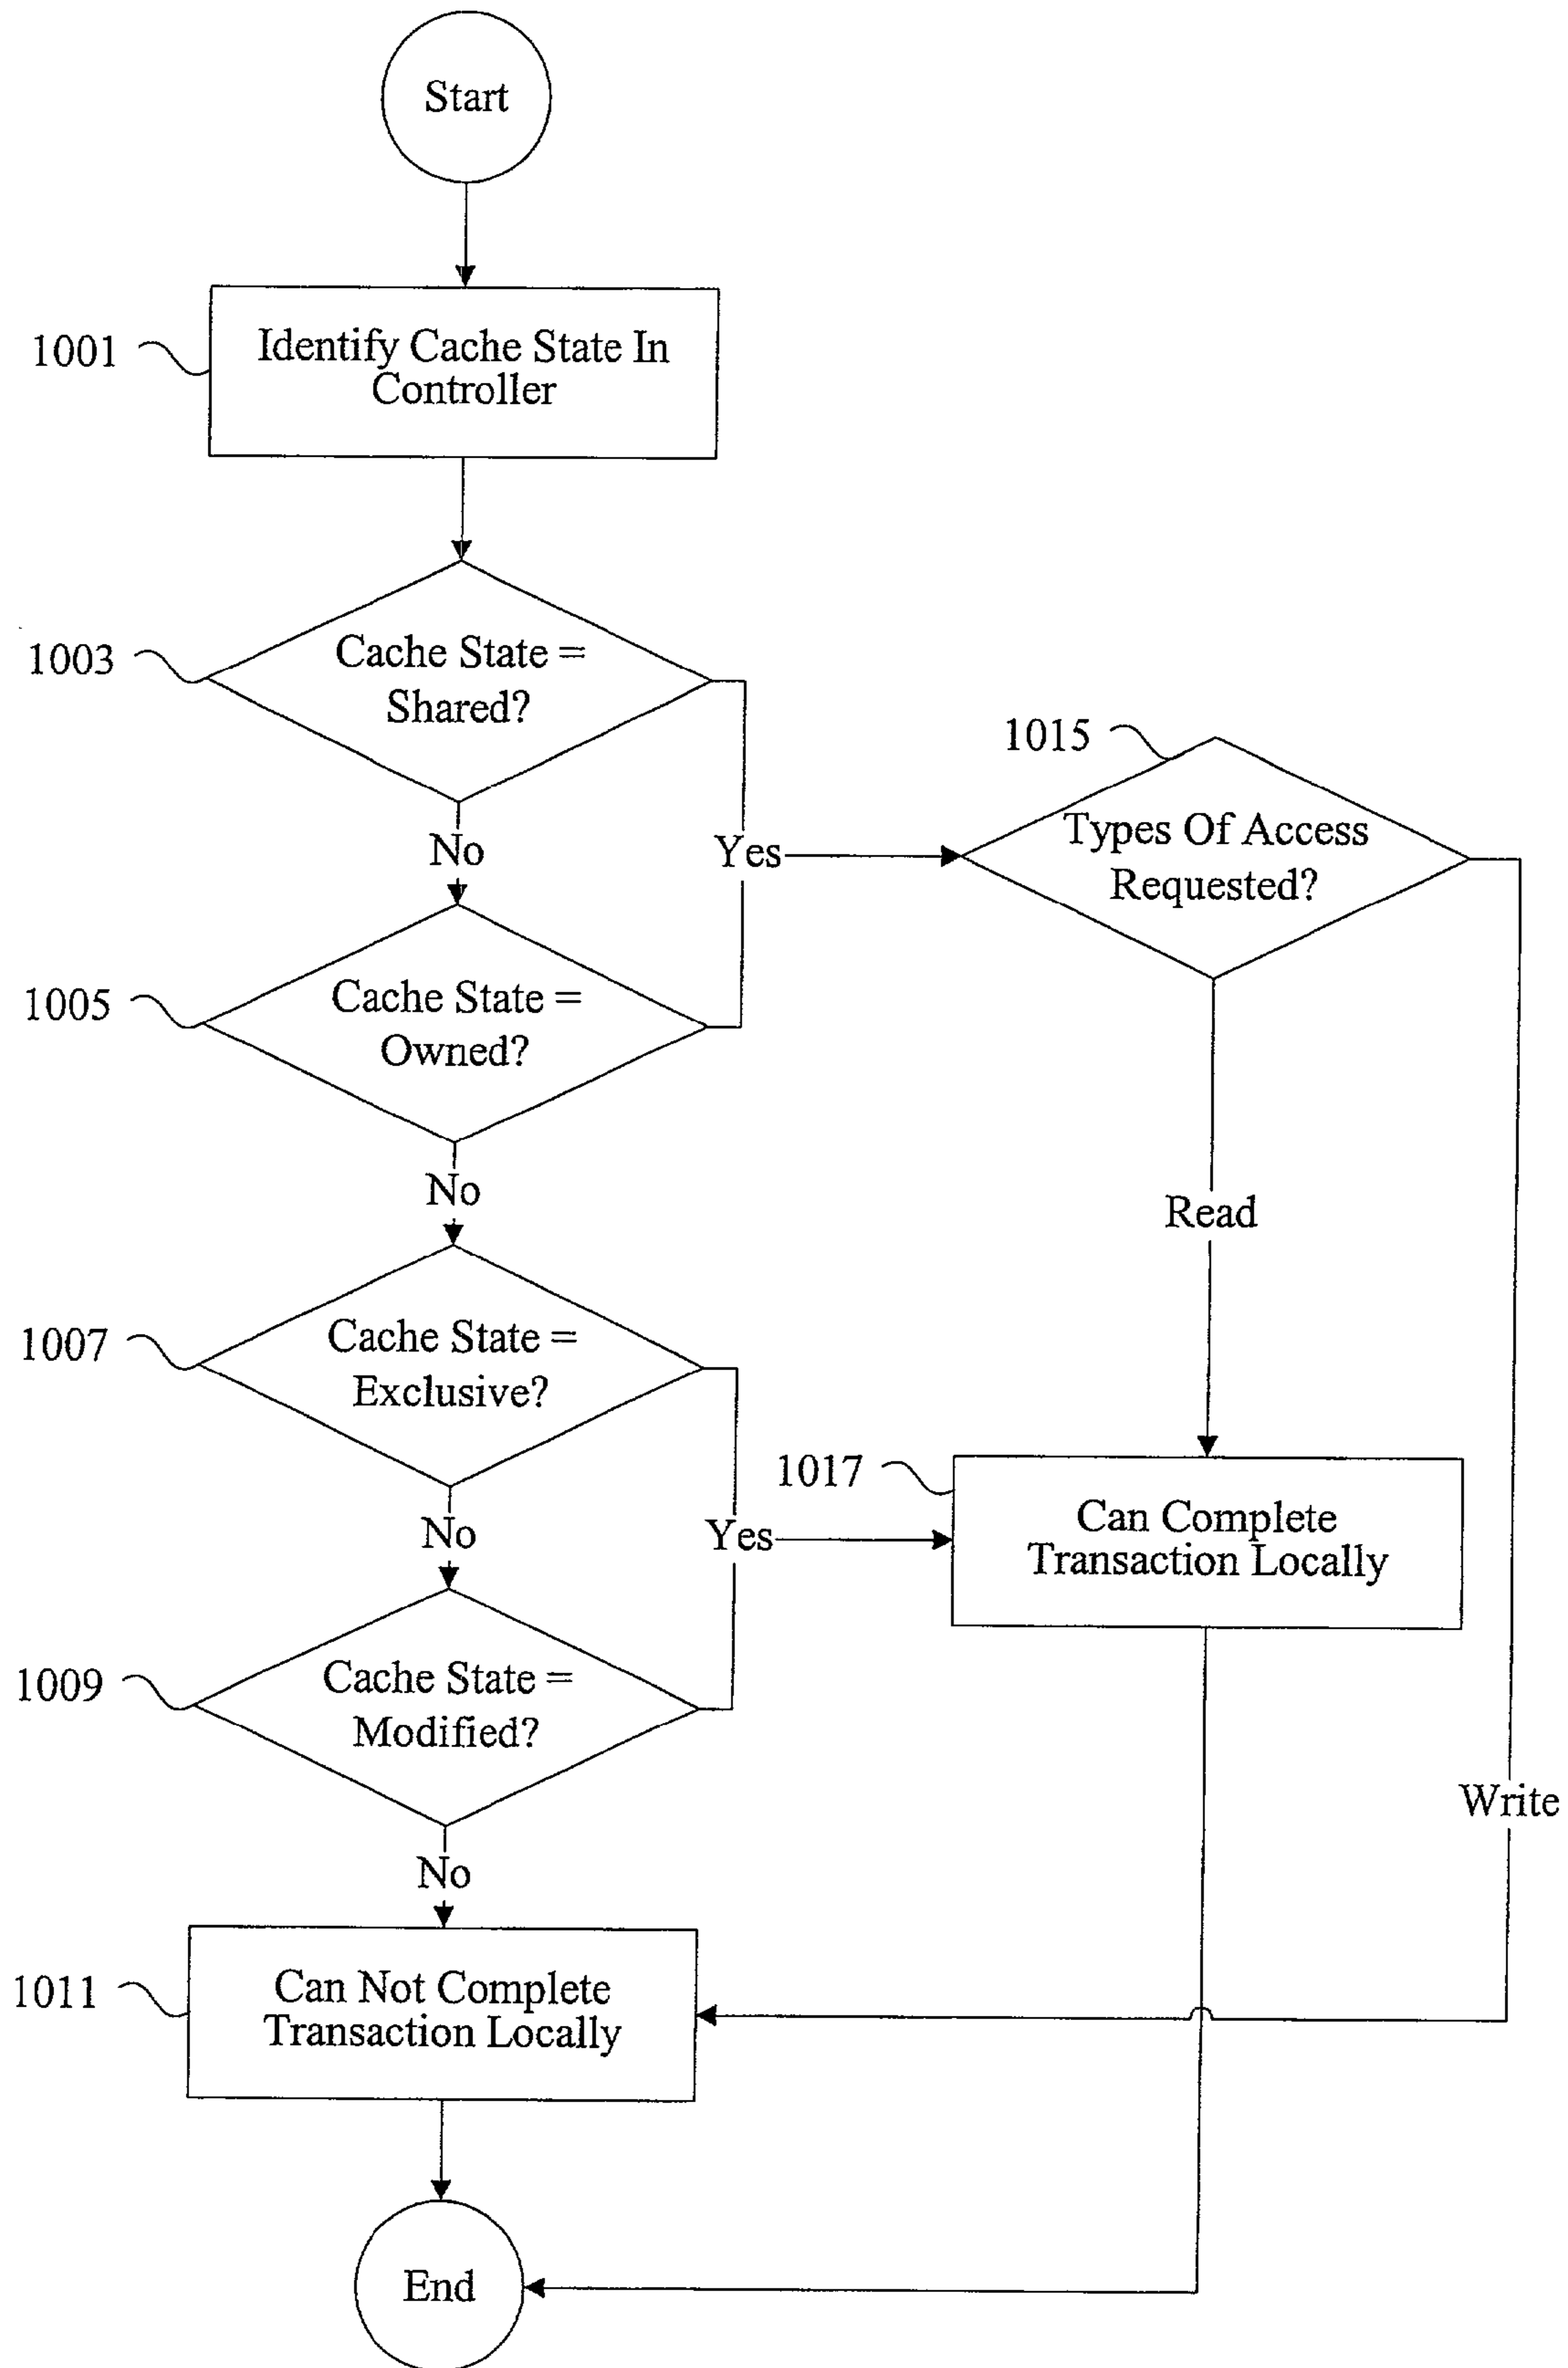 Start
1001
Identify Cache State In
Controller
1003
Cache State =
Shared?
No
Yes
1015
Types Of Access
Requested?
1005
Cache State =
Owned?
No
Read
1007
Cache State =
Exclusive?
No
Yes
1017
Can Complete
Transaction Locally
1009
Cache State =
Modified?
Write
No
1011
Can Not Complete
Transaction Locally
End